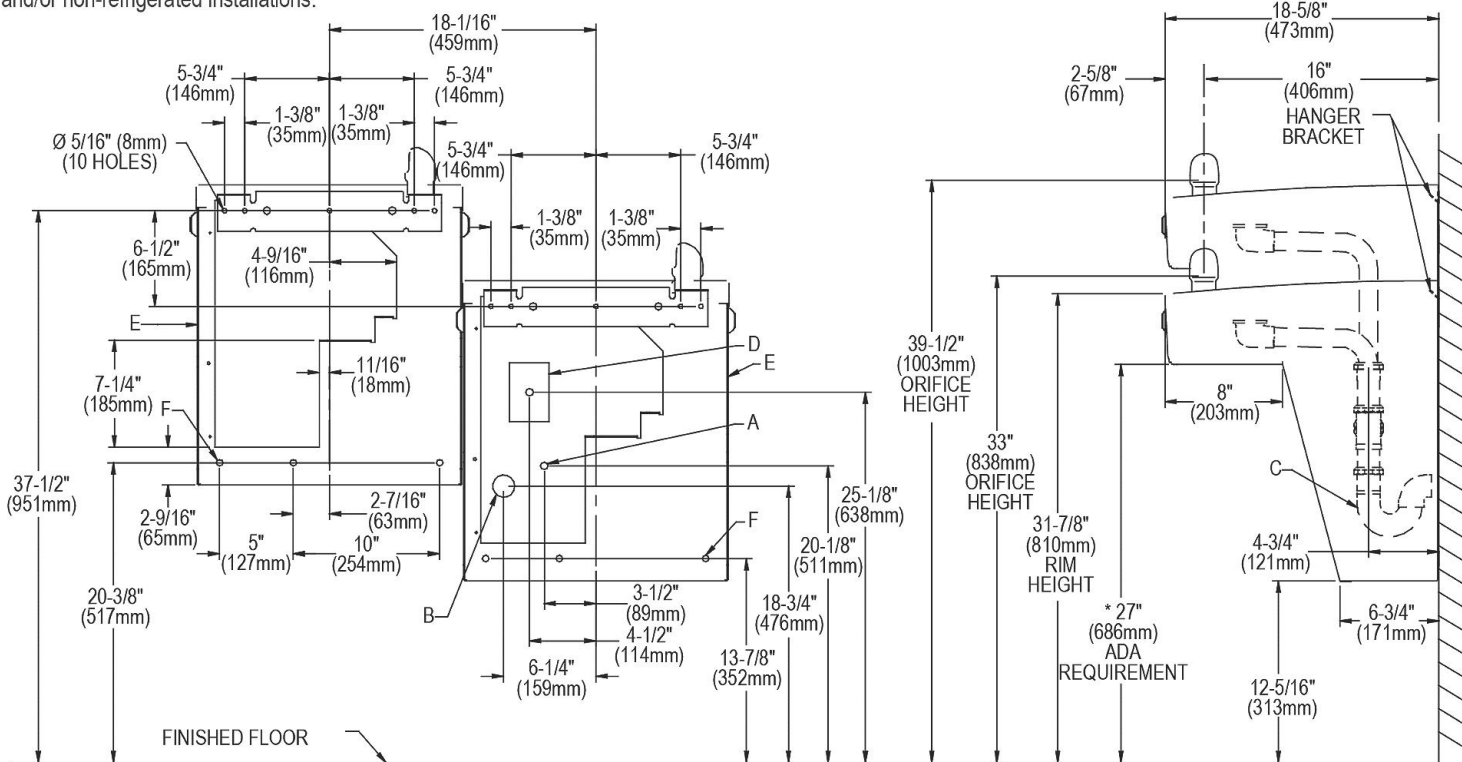 and/or non-refrigerated installations.
18-1/16"
(459mm)
5-3/4"
(146mm)
5-3/4"
(146mm)
1-3/8"
(35mm)
1-3/8"
(35mm)
Ø 5/16" (8mm)
(10 HOLES)
5-3/4"
(146mm)
5-3/4"
(146mm)
1-3/8"
(35mm)
1-3/8"
(35mm)
6-1/2"
(165mm)
4-9/16"
(116mm)
E
11/16"
(18mm)
7-1/4"
(185mm)
F
D
E
A
37-1/2"
(951mm)
2-9/16"
(65mm)
2-7/16"
(63mm)
5"
(127mm)
10"
(254mm)
25-1/8"
(638mm)
F
20-1/8"
(511mm)
20-3/8"
(517mm)
B
3-1/2"
(89mm)
18-3/4"
(476mm)
4-1/2"
(114mm)
6-1/4"
(159mm)
13-7/8"
(352mm)
FINISHED FLOOR
18-5/8"
(473mm)
2-5/8"
(67mm)
16"
(406mm)
HANGER
BRACKET
39-1/2"
(1003mm)
ORIFICE
HEIGHT
8"
(203mm)
33"
(838mm)
ORIFICE
HEIGHT
C
31-7/8"
(810mm)
RIM
HEIGHT
4-3/4"
(121mm)
* 27"
(686mm)
ADA
REQUIREMENT
6-3/4"
(171mm)
12-5/16"
(313mm)